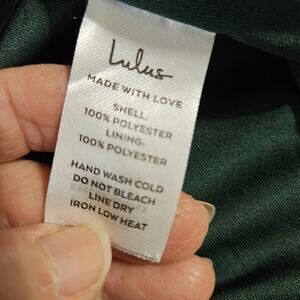 Lulus
MADE WITH LOVE
SHELL:
100% POLYESTER
LINING:
100% POLYESTER
HAND WASH COLD
DO NOT BLEACH
LINE DRY
IRON LOW HEAT